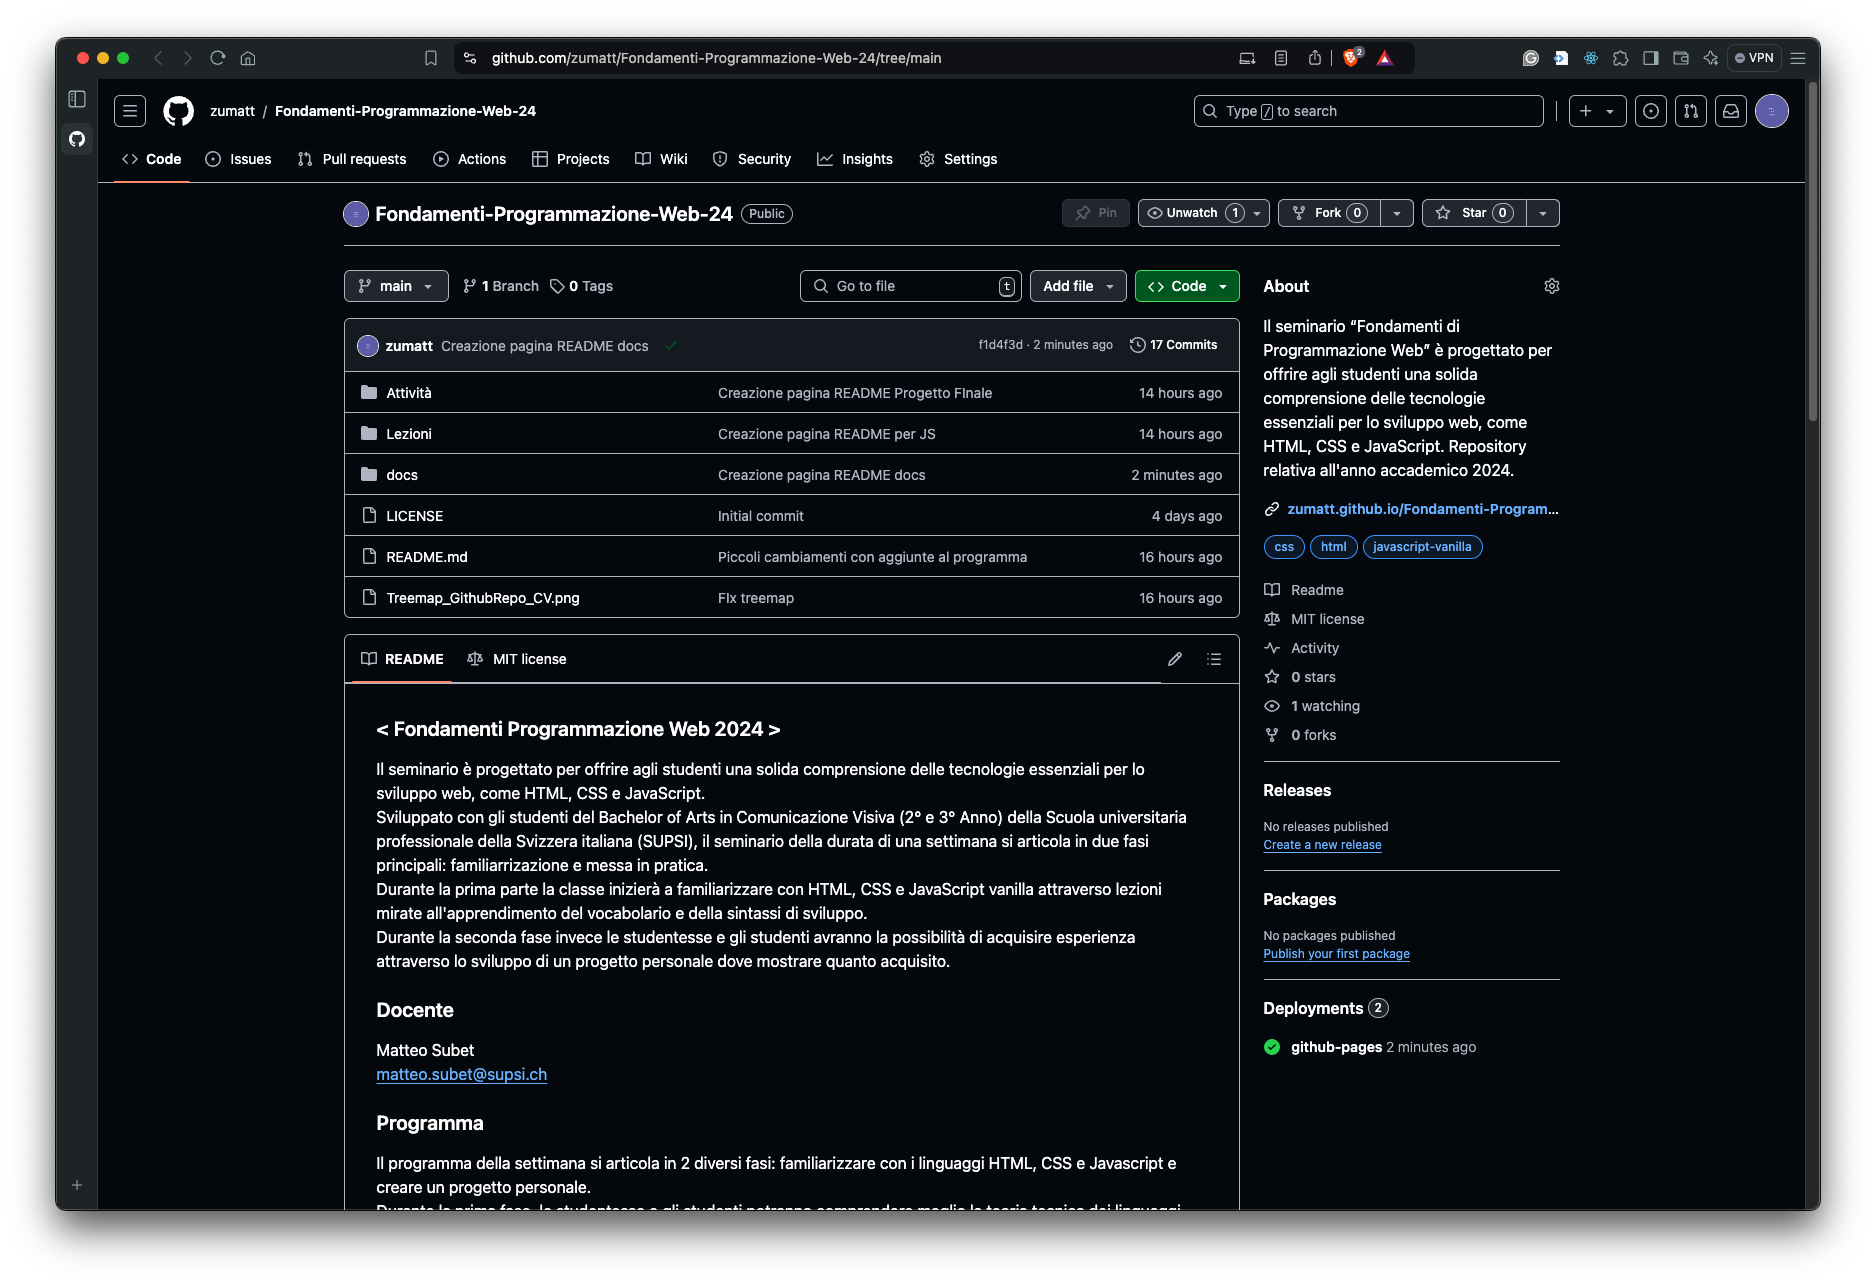 github.com/zumatt/Fondamenti-Programmazione-Web-24/tree/main
2
VPN
zumatt / Fondamenti-Programmazione-Web-24
Type / to search
Code Issues Pull requests Actions Projects Wiki Security Insights Settings
Fondamenti-Programmazione-Web-24 Public
Pin Unwatch 1 Fork 0 Star 0
main 1 Branch 0 Tags Go to file t Add file Code
zumatt Creazione pagina README docs f1d4f3d · 2 minutes ago 17 Commits
Attività Creazione pagina README Progetto FInale 14 hours ago
Lezioni Creazione pagina README per JS 14 hours ago
docs Creazione pagina README docs 2 minutes ago
LICENSE Initial commit 4 days ago
README.md Piccoli cambiamenti con aggiunte al programma 16 hours ago
Treemap_GithubRepo_CV.png FIx treemap 16 hours ago
README MIT license
< Fondamenti Programmazione Web 2024 >
Il seminario è progettato per offrire agli studenti una solida comprensione delle tecnologie essenziali per lo
sviluppo web, come HTML, CSS e JavaScript.
Sviluppato con gli studenti del Bachelor of Arts in Comunicazione Visiva (2° e 3° Anno) della Scuola universitaria
professionale della Svizzera italiana (SUPSI), il seminario della durata di una settimana si articola in due fasi
principali: familiarrizazione e messa in pratica.
Durante la prima parte la classe inizierà a familiarizzare con HTML, CSS e JavaScript vanilla attraverso lezioni
mirate all'apprendimento del vocabolario e della sintassi di sviluppo.
Durante la seconda fase invece le studentesse e gli studenti avranno la possibilità di acquisire esperienza
attraverso lo sviluppo di un progetto personale dove mostrare quanto acquisito.
Docente
Matteo Subet
matteo.subet@supsi.ch
Programma
Il programma della settimana si articola in 2 diversi fasi: familiarizzare con i linguaggi HTML, CSS e Javascript e
creare un progetto personale.
Durante la prima fase, le studentesse e gli studenti potranno comprendere meglio la teoria tecnica dei linguaggi
About
Il seminario “Fondamenti di
Programmazione Web” è progettato per
offrire agli studenti una solida
comprensione delle tecnologie
essenziali per lo sviluppo web, come
HTML, CSS e JavaScript. Repository
relativa all'anno accademico 2024.
zumatt.github.io/Fondamenti-Program...
css html javascript-vanilla
Readme
MIT license
Activity
0 stars
1 watching
0 forks
Releases
No releases published
Create a new release
Packages
No packages published
Publish your first package
Deployments 2
github-pages 2 minutes ago